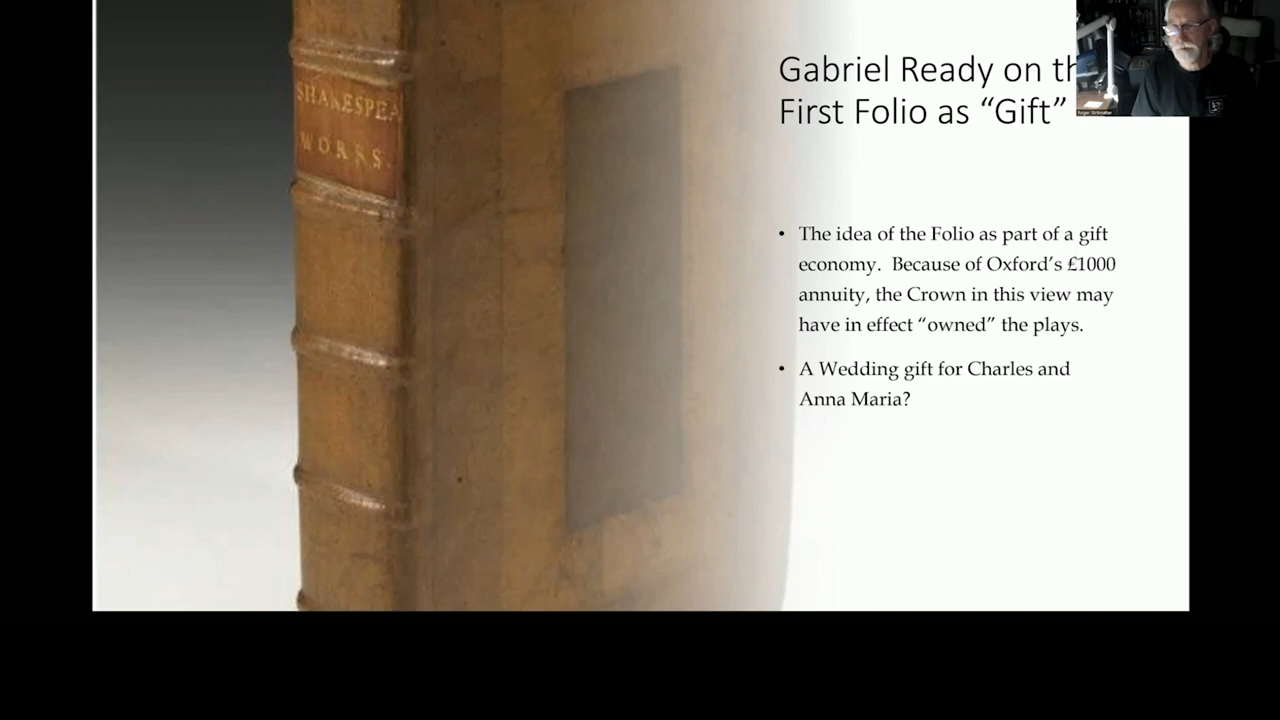 SHAKESPEA
WORKS.
Gabriel Ready on th
First Folio as “Gift”
• The idea of the Folio as part of a gift
economy. Because of Oxford’s £1000
annuity, the Crown in this view may
have in effect “owned” the plays.
• A Wedding gift for Charles and
Anna Maria?